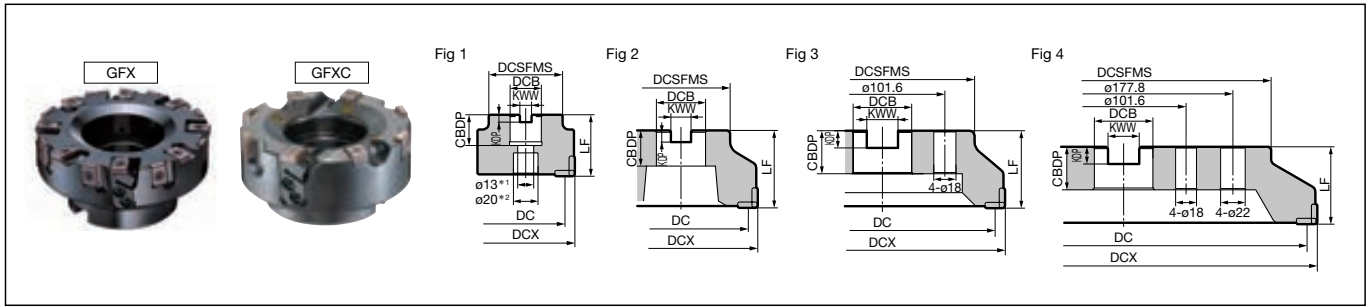 GFX
GFXC
Fig 1
DCSFMS
DCB
KWW
CBDP
KDP
LF
ø13*1
ø20*2
DC
DCX
Fig 2
DCSFMS
DCB
KWW
CBDP
KDP
LF
DC
DCX
Fig 3
DCSFMS
ø101.6
DCB
KWW
CBDP
KDP
LF
4-ø18
DC
DCX
Fig 4
DCSFMS
ø177.8
ø101.6
DCB
KWW
CBDP
KDP
LF
4-ø18 4-ø22
DC
DCX